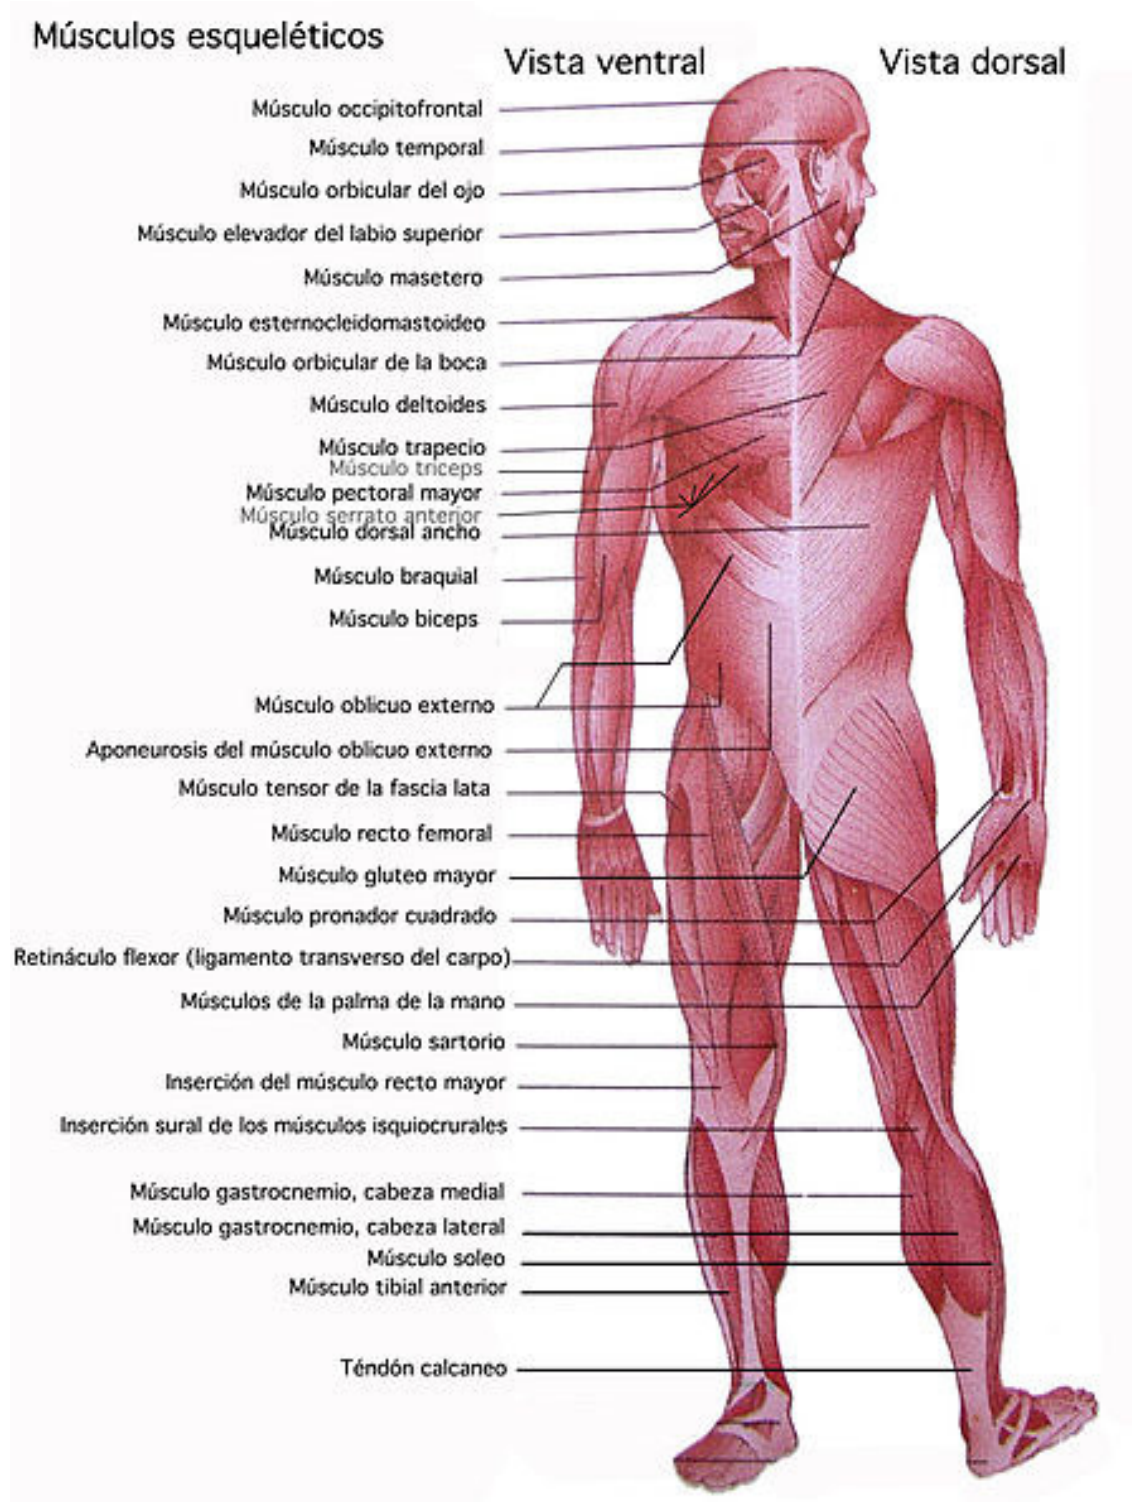 Músculos esqueléticos
Vista ventral
Vista dorsal
Músculo occipitofrontal
Músculo temporal
Músculo orbicular del ojo
Músculo elevador del labio superior
Músculo masetero
Músculo esternocleidomastoideo
Músculo orbicular de la boca
Músculo deltoides
Músculo trapecio
Músculo triceps
Músculo pectoral mayor
Músculo serrato anterior
Músculo dorsal ancho
Músculo braquial
Músculo biceps
Músculo oblicuo externo
Aponeurosis del músculo oblicuo externo
Músculo tensor de la fascia lata
Músculo recto femoral
Músculo gluteo mayor
Músculo pronador cuadrado
Retináculo flexor (ligamento transverso del carpo)
Músculos de la palma de la mano
Músculo sartorio
Inserción del músculo recto mayor
Inserción sural de los músculos isquiocrurales
Músculo gastrocnemio, cabeza medial
Músculo gastrocnemio, cabeza lateral
Músculo soleo
Músculo tibial anterior
Téndón calcaneo